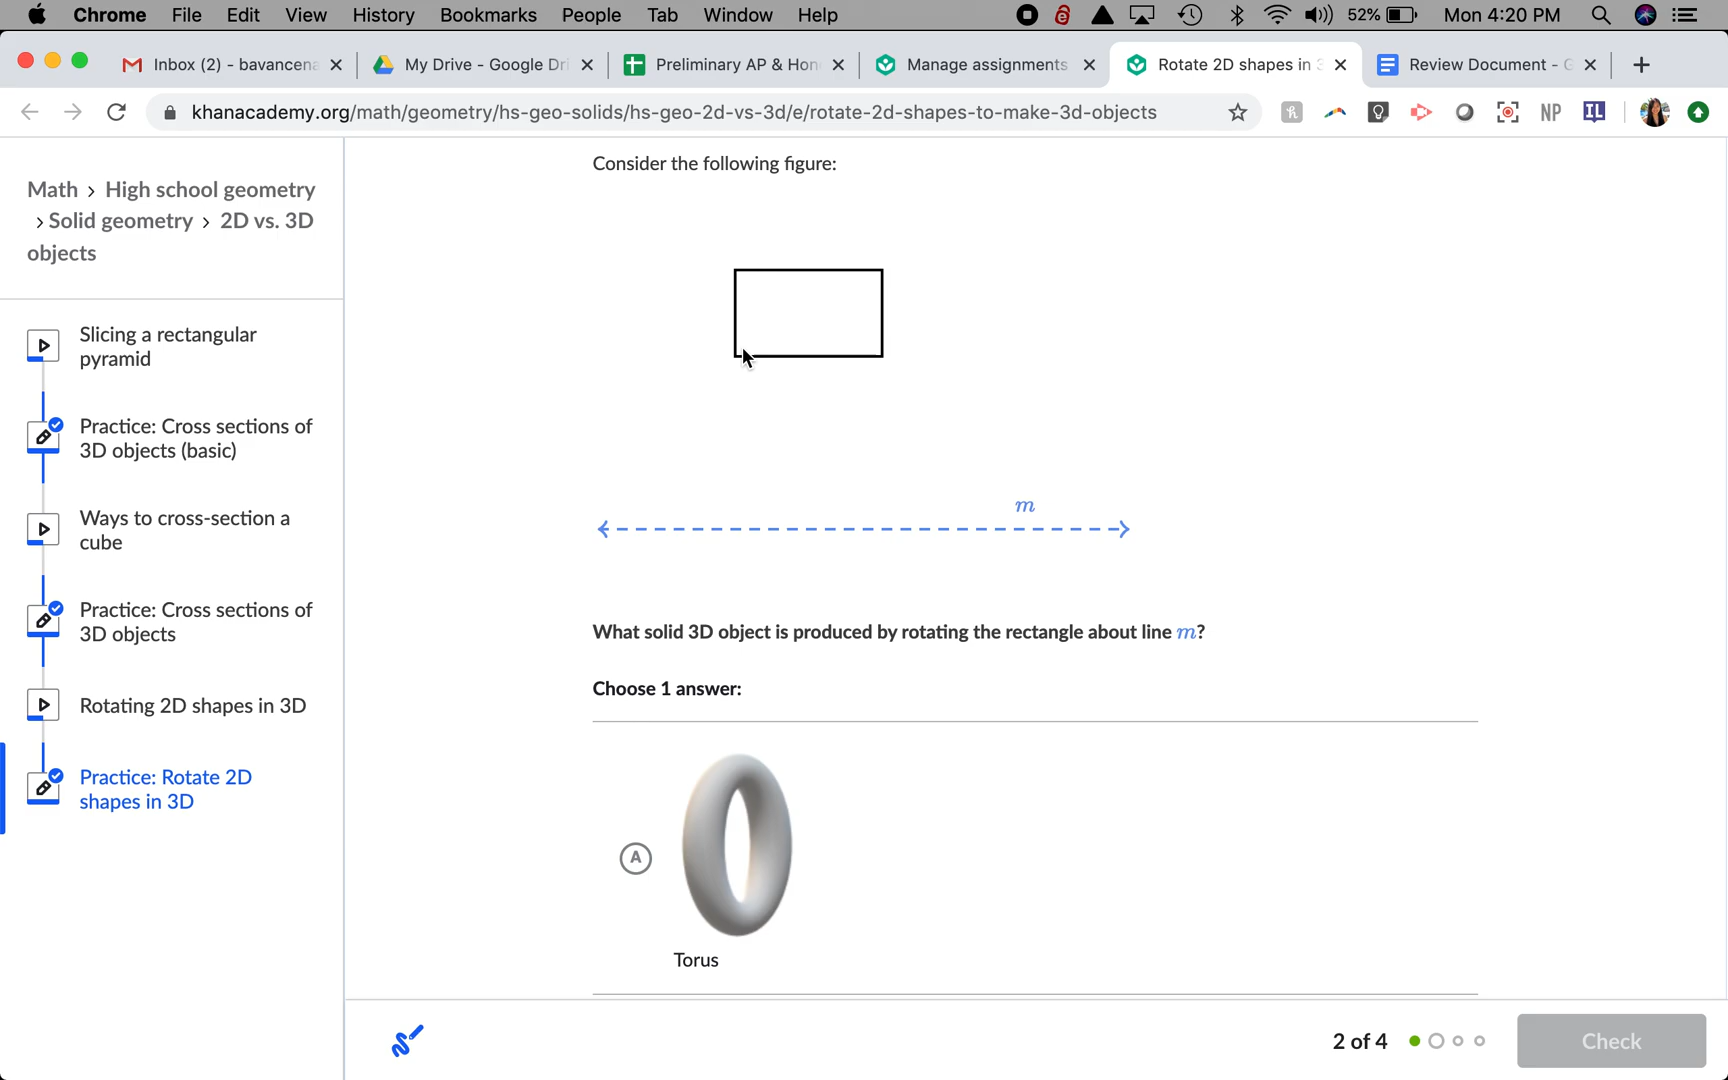 Chrome File Edit View History Bookmarks People Tab Window Help 52% Mon 4:20 PM
Inbox (2) - bavancena My Drive - Google Dri Preliminary AP & Hon Manage assignments Rotate 2D shapes in 3 Review Document - G
khanacademy.org/math/geometry/hs-geo-solids/hs-geo-2d-vs-3d/e/rotate-2d-shapes-to-make-3d-objects NP IL
Math > High school geometry
> Solid geometry > 2D vs. 3D
objects
Slicing a rectangular
pyramid
Practice: Cross sections of
3D objects (basic)
Ways to cross-section a
cube
Practice: Cross sections of
3D objects
Rotating 2D shapes in 3D
Practice: Rotate 2D
shapes in 3D
Consider the following figure:
m
What solid 3D object is produced by rotating the rectangle about line m?
Choose 1 answer:
A
Torus
2 of 4
Check